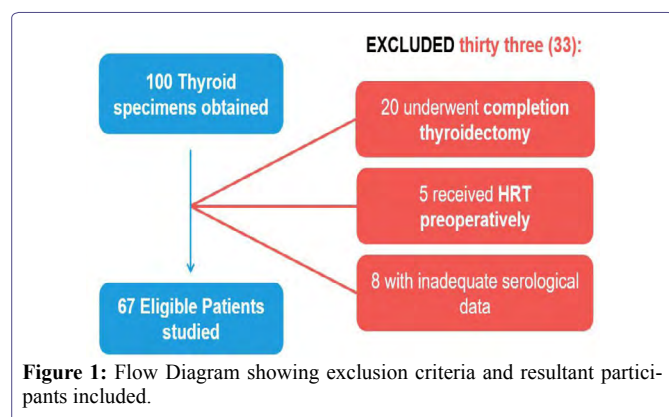 EXCLUDED thirty three (33):
100 Thyroid
specimens obtained
20 underwent completion
thyroidectomy
5 received HRT
preoperatively
8 with inadequate serological
data
67 Eligible Patients
studied
Figure 1: Flow Diagram showing exclusion criteria and resultant partici-
pants included.